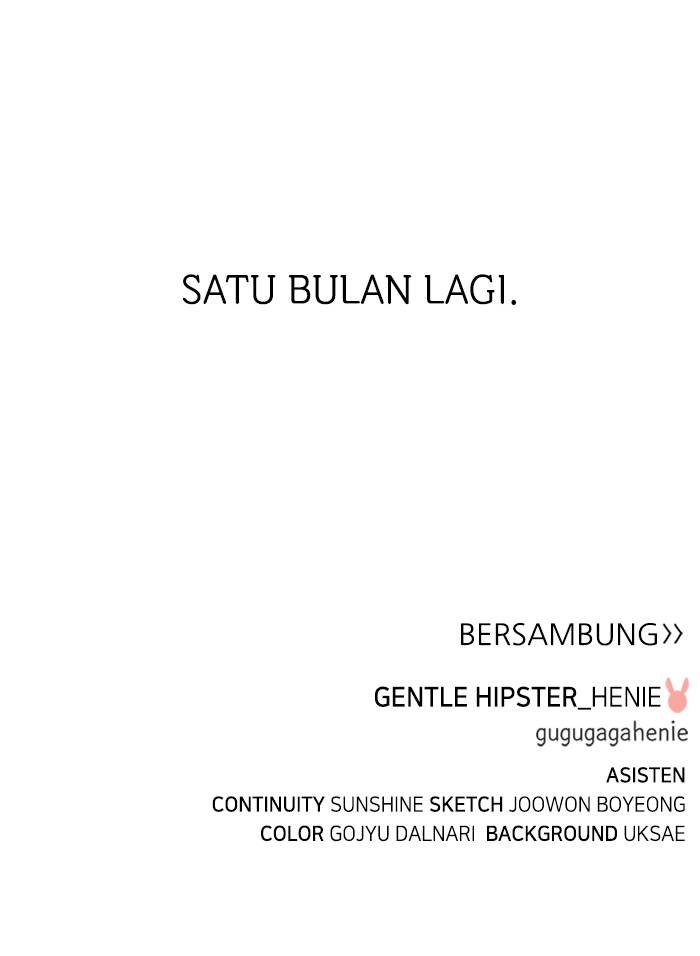 SATU BULAN LAGI.
BERSAMBUNG>>
GENTLE HIPSTER_HENIE
gugugagahenie
ASISTEN
CONTINUITY SUNSHINE SKETCH JOOWON BOYEONG
COLOR GOJYU DALNARI BACKGROUND UKSAE